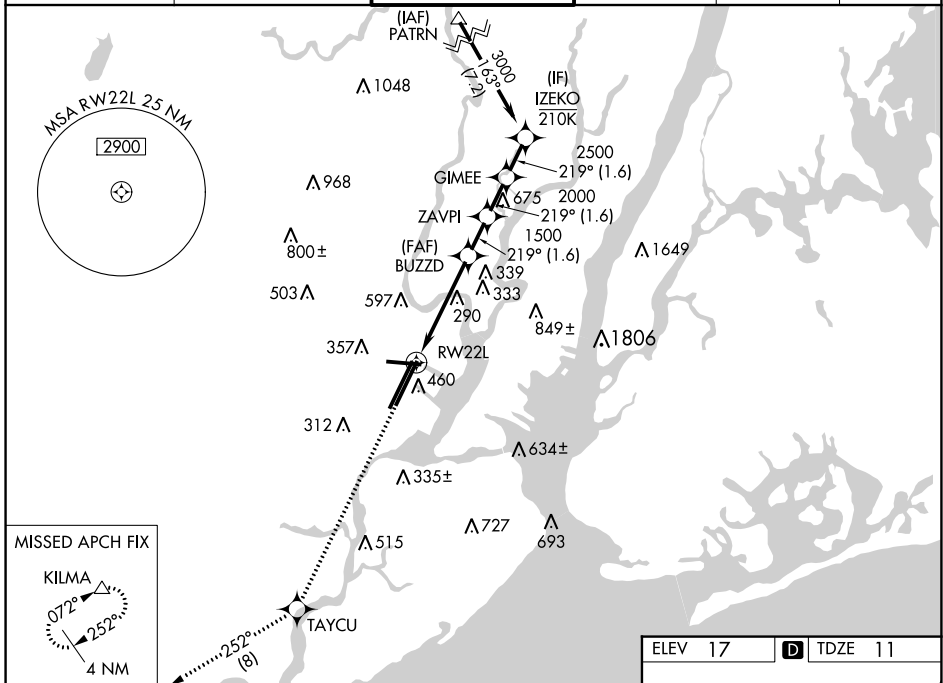 (IAF)
PATRN
3000
163°
(7.2)
(IF)
IZEKO
210K
1048
MSA RW22L 25 NM
2900
2500
219° (1.6)
GIMEE
968
675
2000
219° (1.6)
ZAVPI
1500
219° (1.6)
(FAF)
BUZZD
800±
1649
339
333
503
597
290
849±
1806
357
RW22L
460
312
634±
335±
727
693
515
MISSED APCH FIX
KILMA
072°
252°
4 NM
TAYCU
252°
(8)
ELEV 17 D TDZE 11